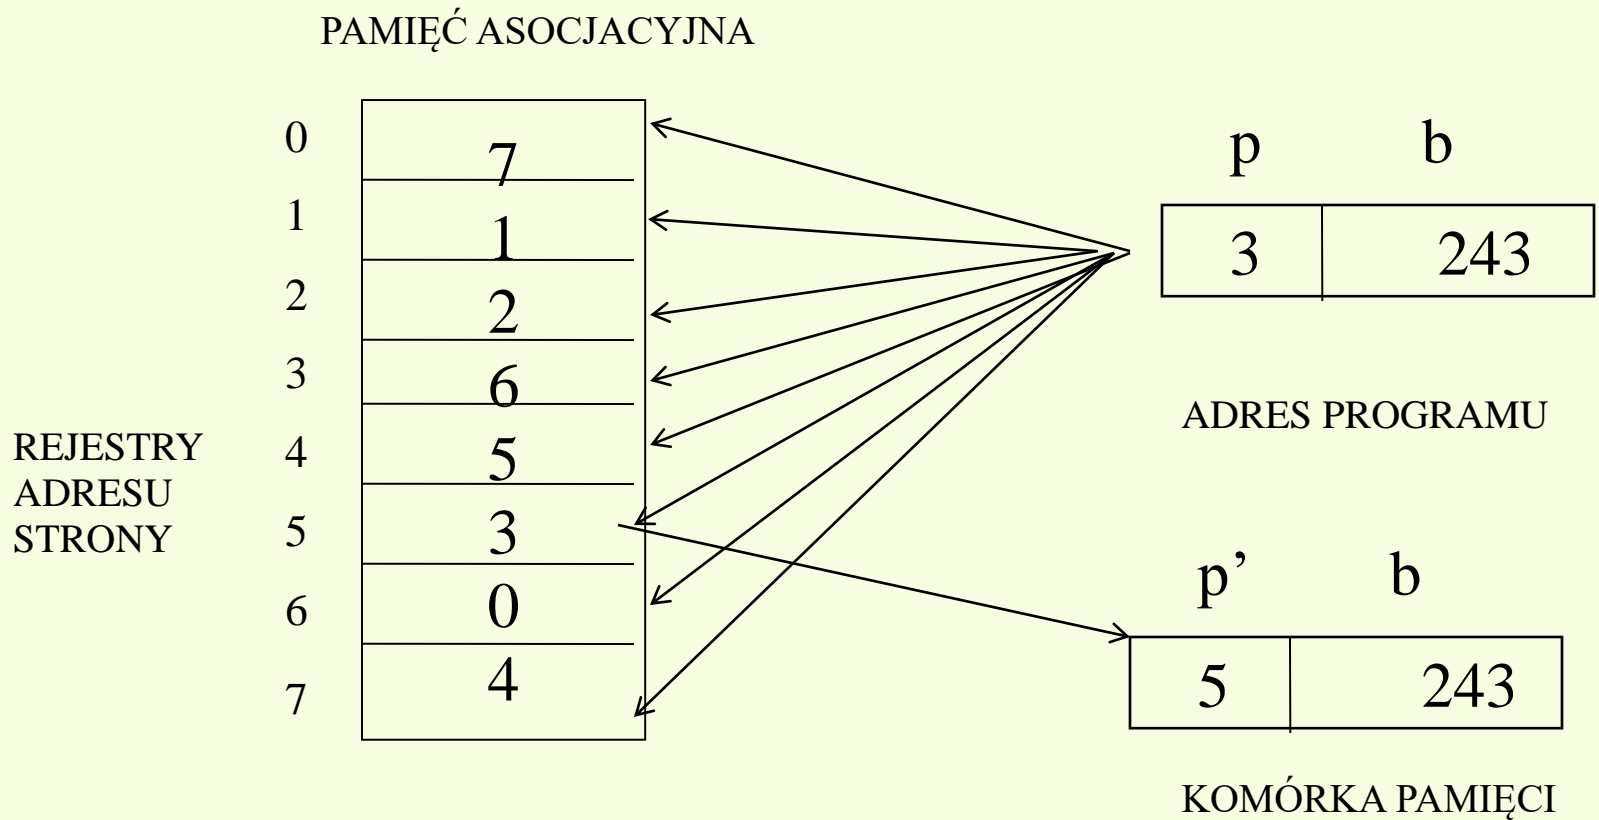 PAMIĘĆ ASOCJACYJNA
0
7
1
1
2
2
3
6
4
5
5
3
6
0
7
4
REJESTRY
ADRESU
STRONY
p b
3 243
ADRES PROGRAMU
p’ b
5 243
KOMÓRKA PAMIĘCI